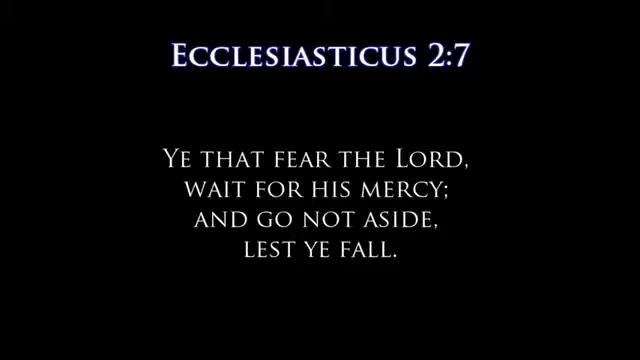 Ecclesiasticus 2:7
Ye that fear the Lord,
wait for his mercy;
and go not aside,
lest ye fall.